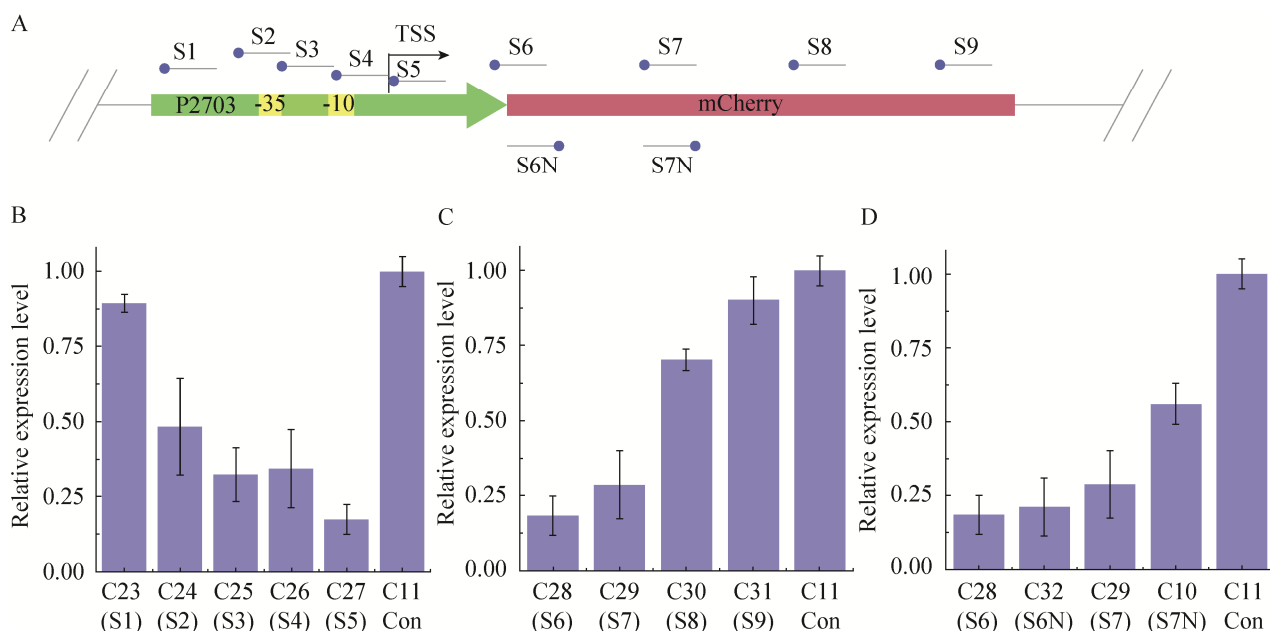 A
S1 S2 S3 S4 TSS S5 S6 S7 S8 S9
P2703 -35 -10 mCherry
S6N S7N
B
Relative expression level
1.00
0.75
0.50
0.25
0.00
C23 C24 C25 C26 C27 C11
(S1) (S2) (S3) (S4) (S5) Con
C
Relative expression level
1.00
0.75
0.50
0.25
0.00
C28 C29 C30 C31 C11
(S6) (S7) (S8) (S9) Con
D
Relative expression level
1.00
0.75
0.50
0.25
0.00
C28 C32 C29 C10 C11
(S6) (S6N) (S7) (S7N) Con